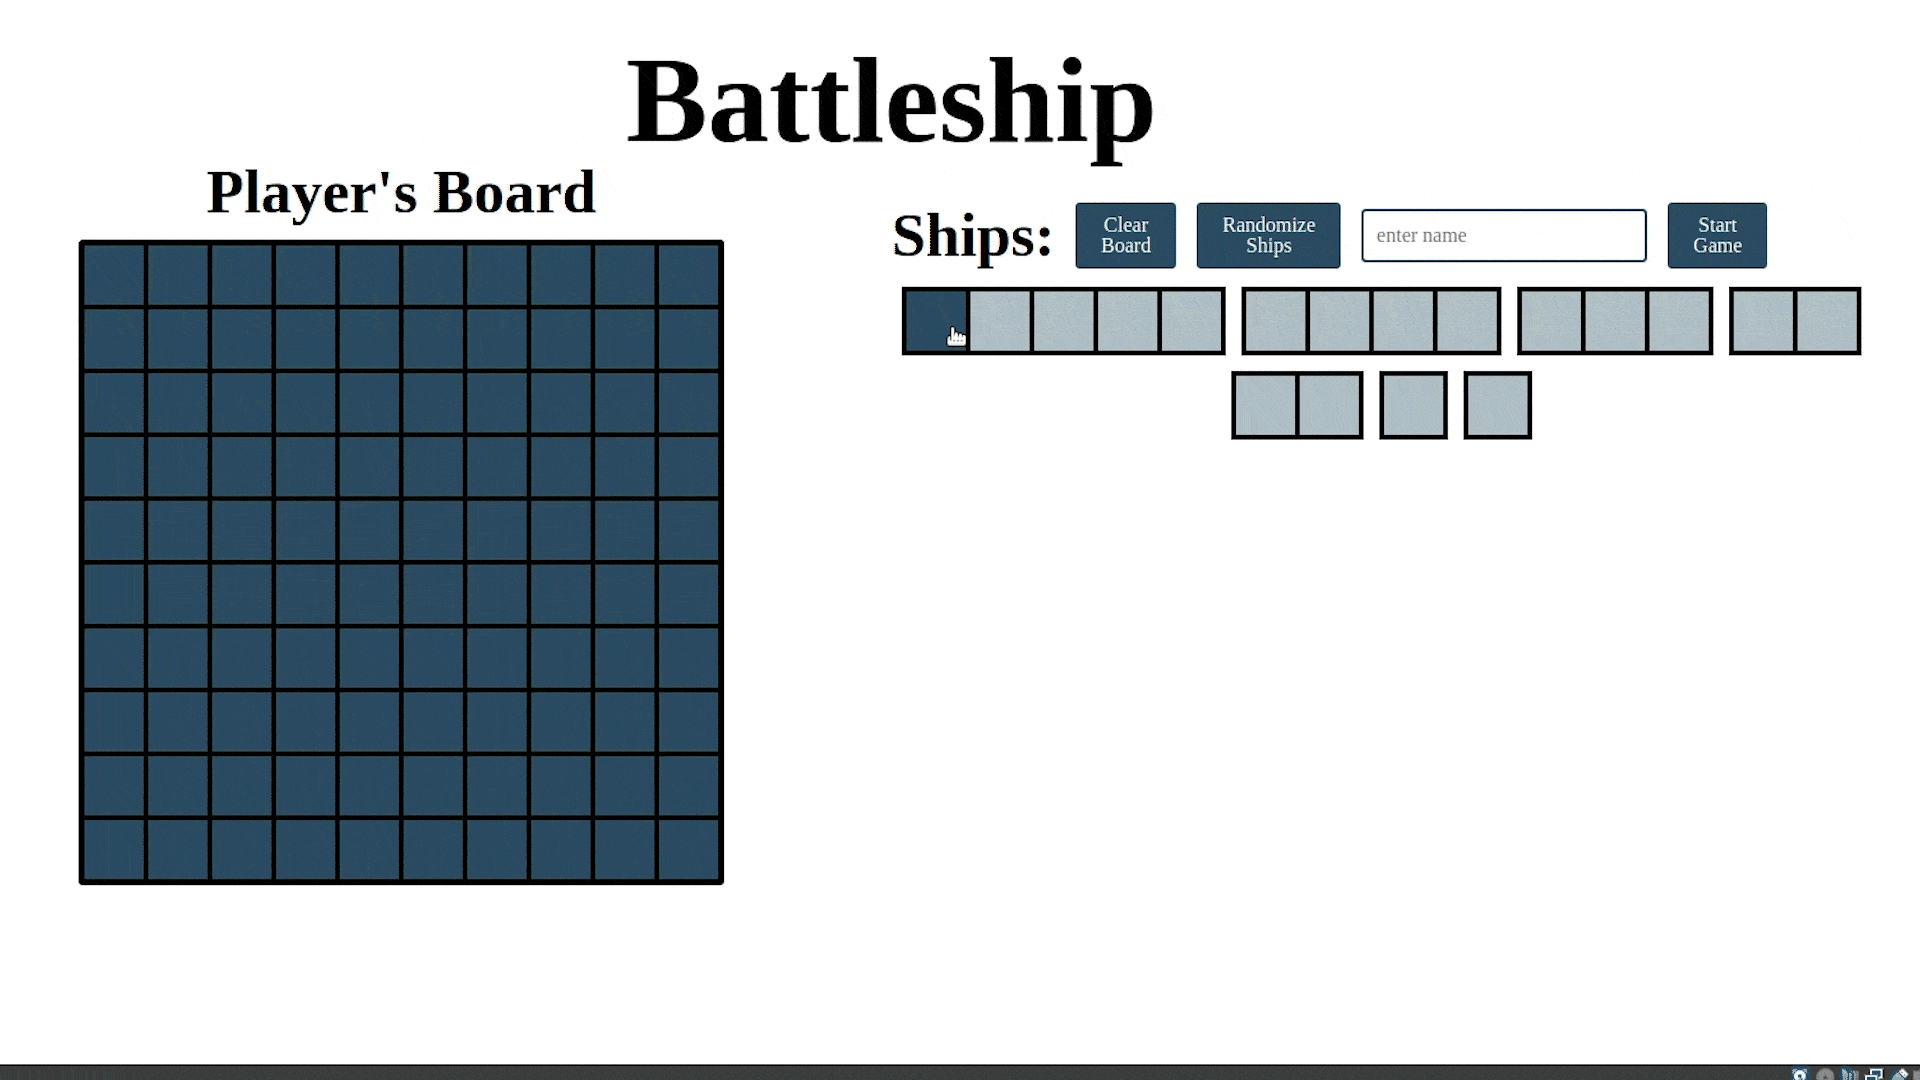 Battleship
Player's Board
Ships:
Clear
Board
Randomize
Ships
enter name
Start
Game